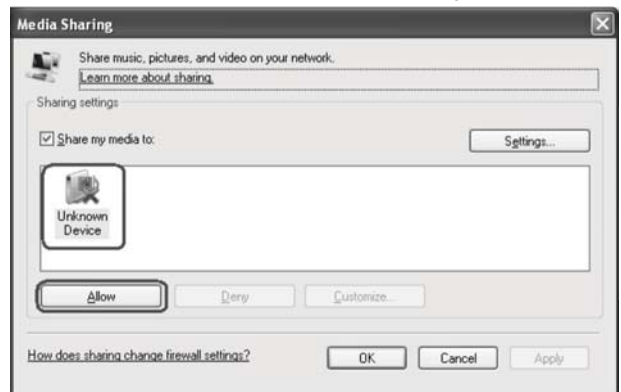 Media Sharing
Share music, pictures, and video on your network.
Learn more about sharing.
Sharing settings
Share my media to:
Settings...
Unknown
Device
Allow
Deny
Customize...
How does sharing change firewall settings?
OK
Cancel
Apply